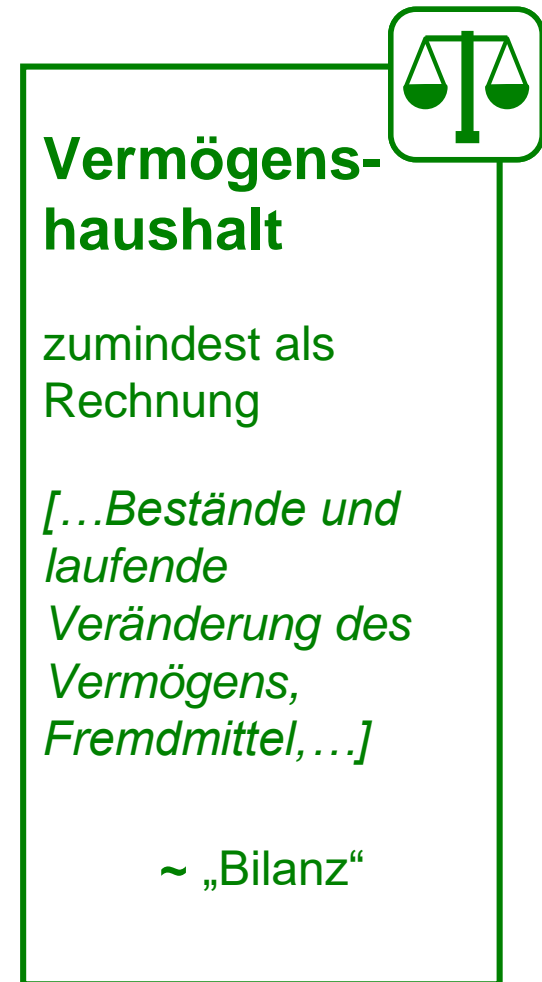 Vermögens-
haushalt
zumindest als
Rechnung
[…Bestände und
laufende
Veränderung des
Vermögens,
Fremdmittel,…]
~ „Bilanz“